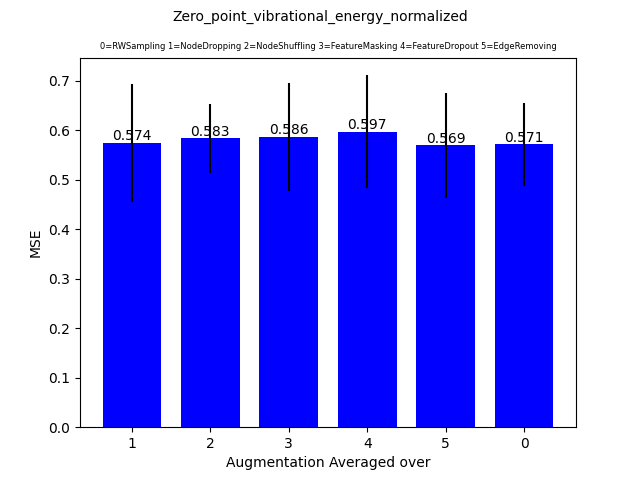 Zero_point_vibrational_energy_normalized
0=RWSampling 1=NodeDropping 2=NodeShuffling 3=FeatureMasking 4=FeatureDropout 5=EdgeRemoving
0.7
0.6
0.5
0.4
0.3
0.2
0.1
0.0
MSE
0.574
0.583
0.586
0.597
0.569
0.571
1 2 3 4 5 0
Augmentation Averaged over